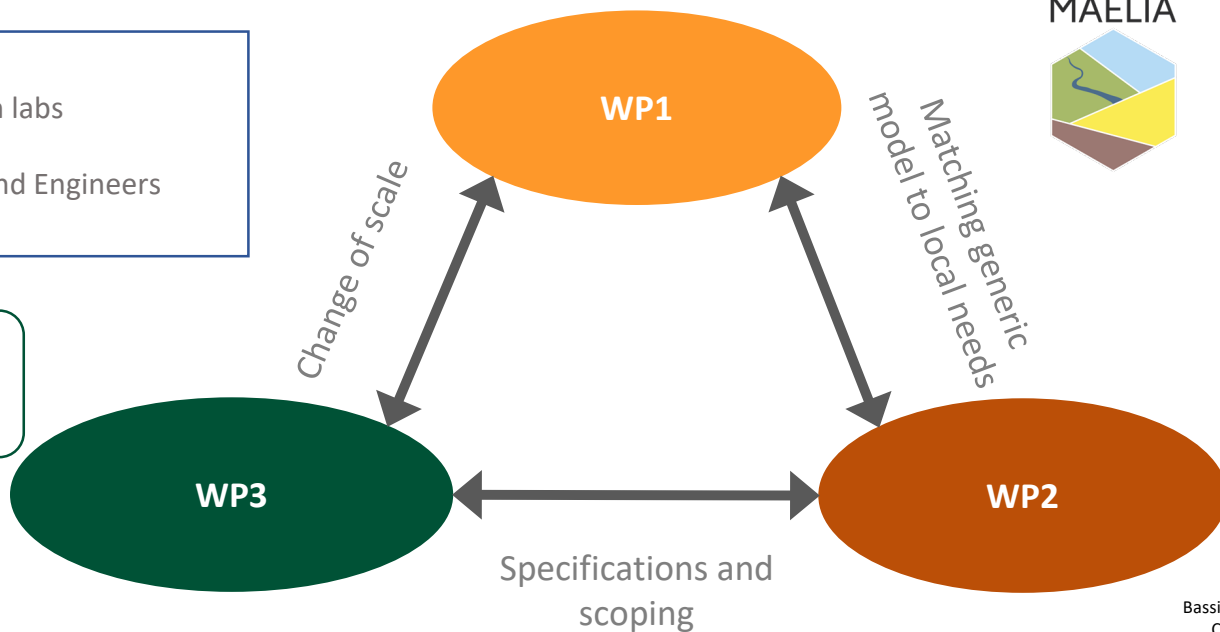 MAELIA
labs
nd Engineers
WP1
Change of scale
Matching generic
model to local needs
WP3
WP2
Specifications and
scoping
Bassi